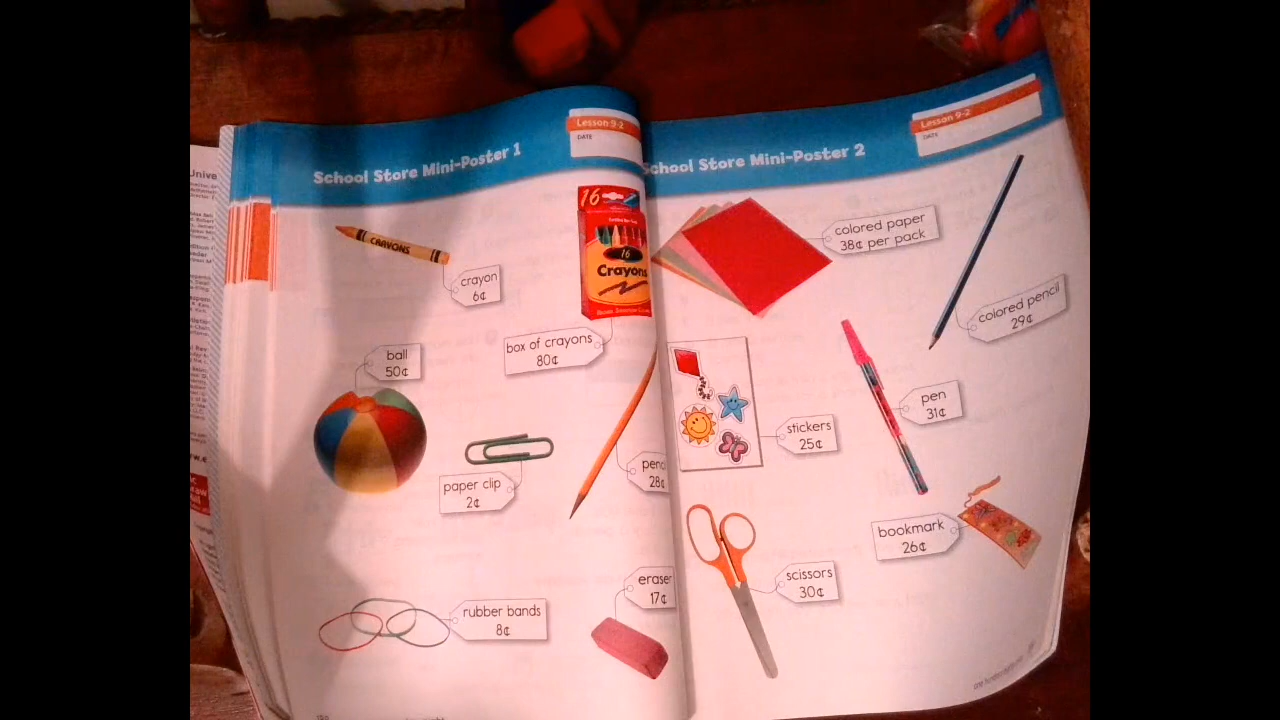 School Store Mini-Poster 1
Lesson 9-2
DATE
CRAYONS
crayon
6¢
16
16
Crayons
box of crayons
80¢
ball
50¢
paper clip
2¢
28¢
rubber bands
8¢
eraser
17¢
School Store Mini-Poster 2
Lesson 9-2
DATE
colored paper
38¢ per pack
colored pencil
29¢
stickers
25¢
pen
31¢
bookmark
26¢
scissors
30¢